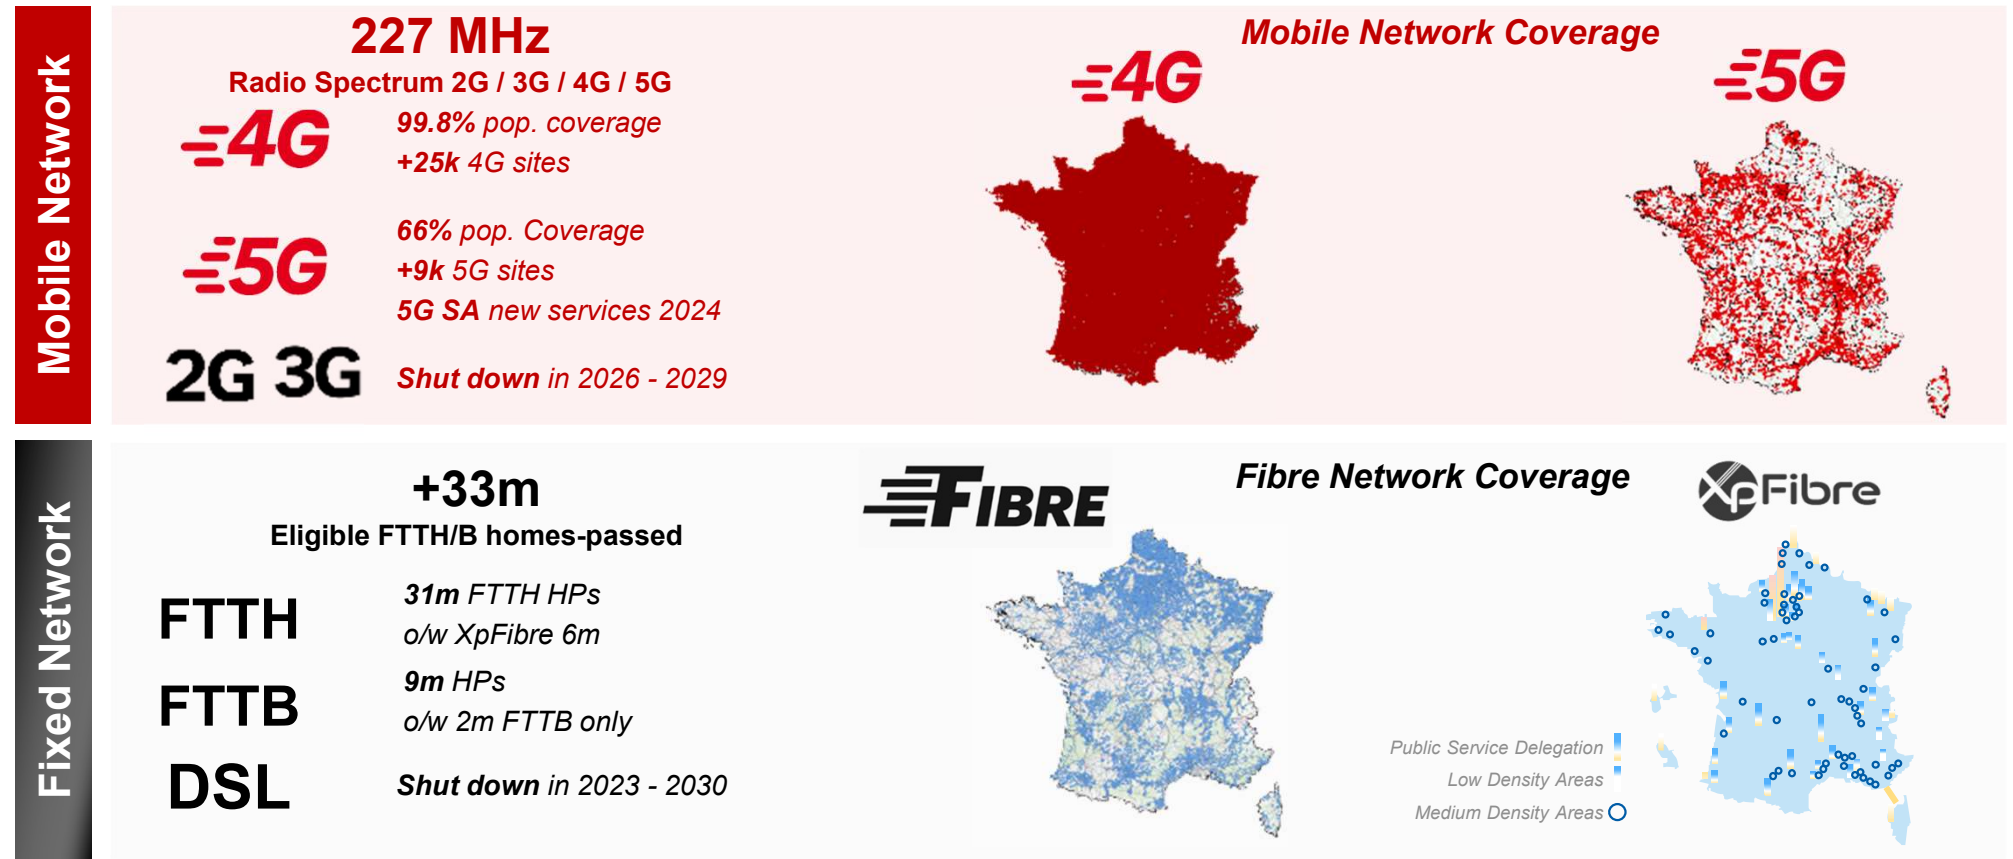 Mobile Network
227 MHz
Radio Spectrum 2G / 3G / 4G / 5G
4G
99.8% pop. coverage
+25k 4G sites
5G
66% pop. Coverage
+9k 5G sites
5G SA new services 2024
2G 3G
Shut down in 2026 - 2029
Mobile Network Coverage
4G
5G
Fixed Network
+33m
Eligible FTTH/B homes-passed
FTTH
31m FTTH HPs
o/w XpFibre 6m
FTTB
9m HPs
o/w 2m FTTB only
DSL
Shut down in 2023 - 2030
Fibre Network Coverage
FIBRE
XpFibre
Public Service Delegation
Low Density Areas
Medium Density Areas